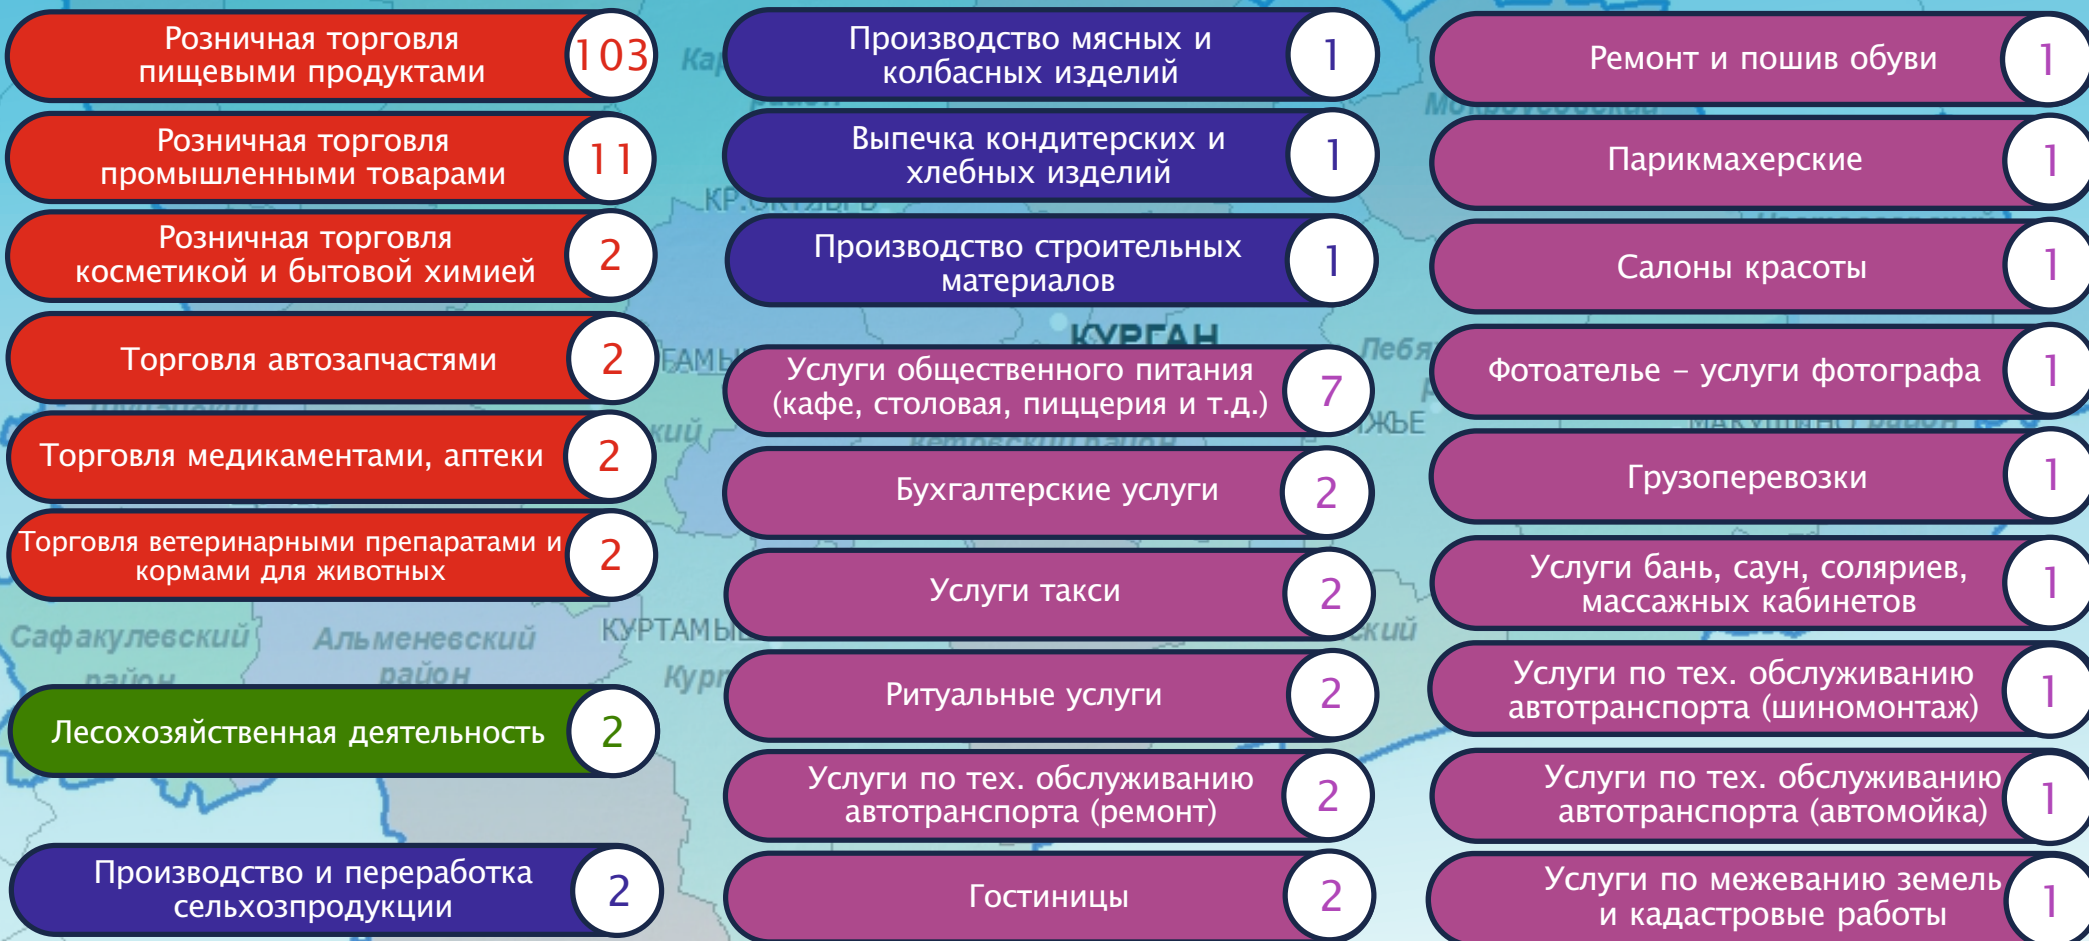 Розничная торговля
пищевыми продуктами
103
Розничная торговля
промышленными товарами
11
Розничная торговля
косметикой и бытовой химией
2
Торговля автозапчастями
2
Торговля медикаментами, аптеки
2
Торговля ветеринарными препаратами и
кормами для животных
2
Сафакулевский
район
Альменевский
район
Лесохозяйственная деятельность
2
Производство и переработка
сельхозпродукции
2
Производство мясных и
колбасных изделий
1
Выпечка кондитерских и
хлебных изделий
1
Производство строительных
материалов
1
КУРГАН
Услуги общественного питания
(кафе, столовая, пиццерия и т.д.)
7
Бухгалтерские услуги
2
Услуги такси
2
Ритуальные услуги
2
Услуги по тех. обслуживанию
автотранспорта (ремонт)
2
Гостиницы
2
Ремонт и пошив обуви
1
Парикмахерские
1
Салоны красоты
1
Фотоателье – услуги фотографа
1
Грузоперевозки
1
Услуги бань, саун, соляриев,
массажных кабинетов
1
Услуги по тех. обслуживанию
автотранспорта (шиномонтаж)
1
Услуги по тех. обслуживанию
автотранспорта (автомойка)
1
Услуги по межеванию земель
и кадастровые работы
1